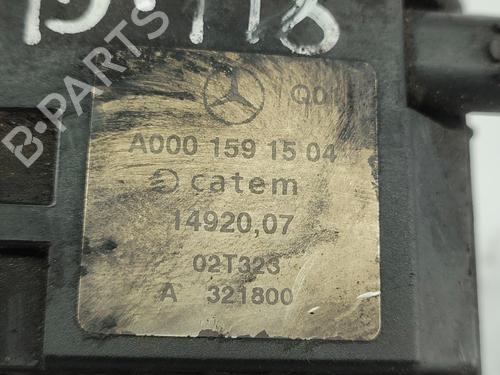 B-PARTS
Q01
A000 159 15 04
catem
14920,07
02T323
A 321800